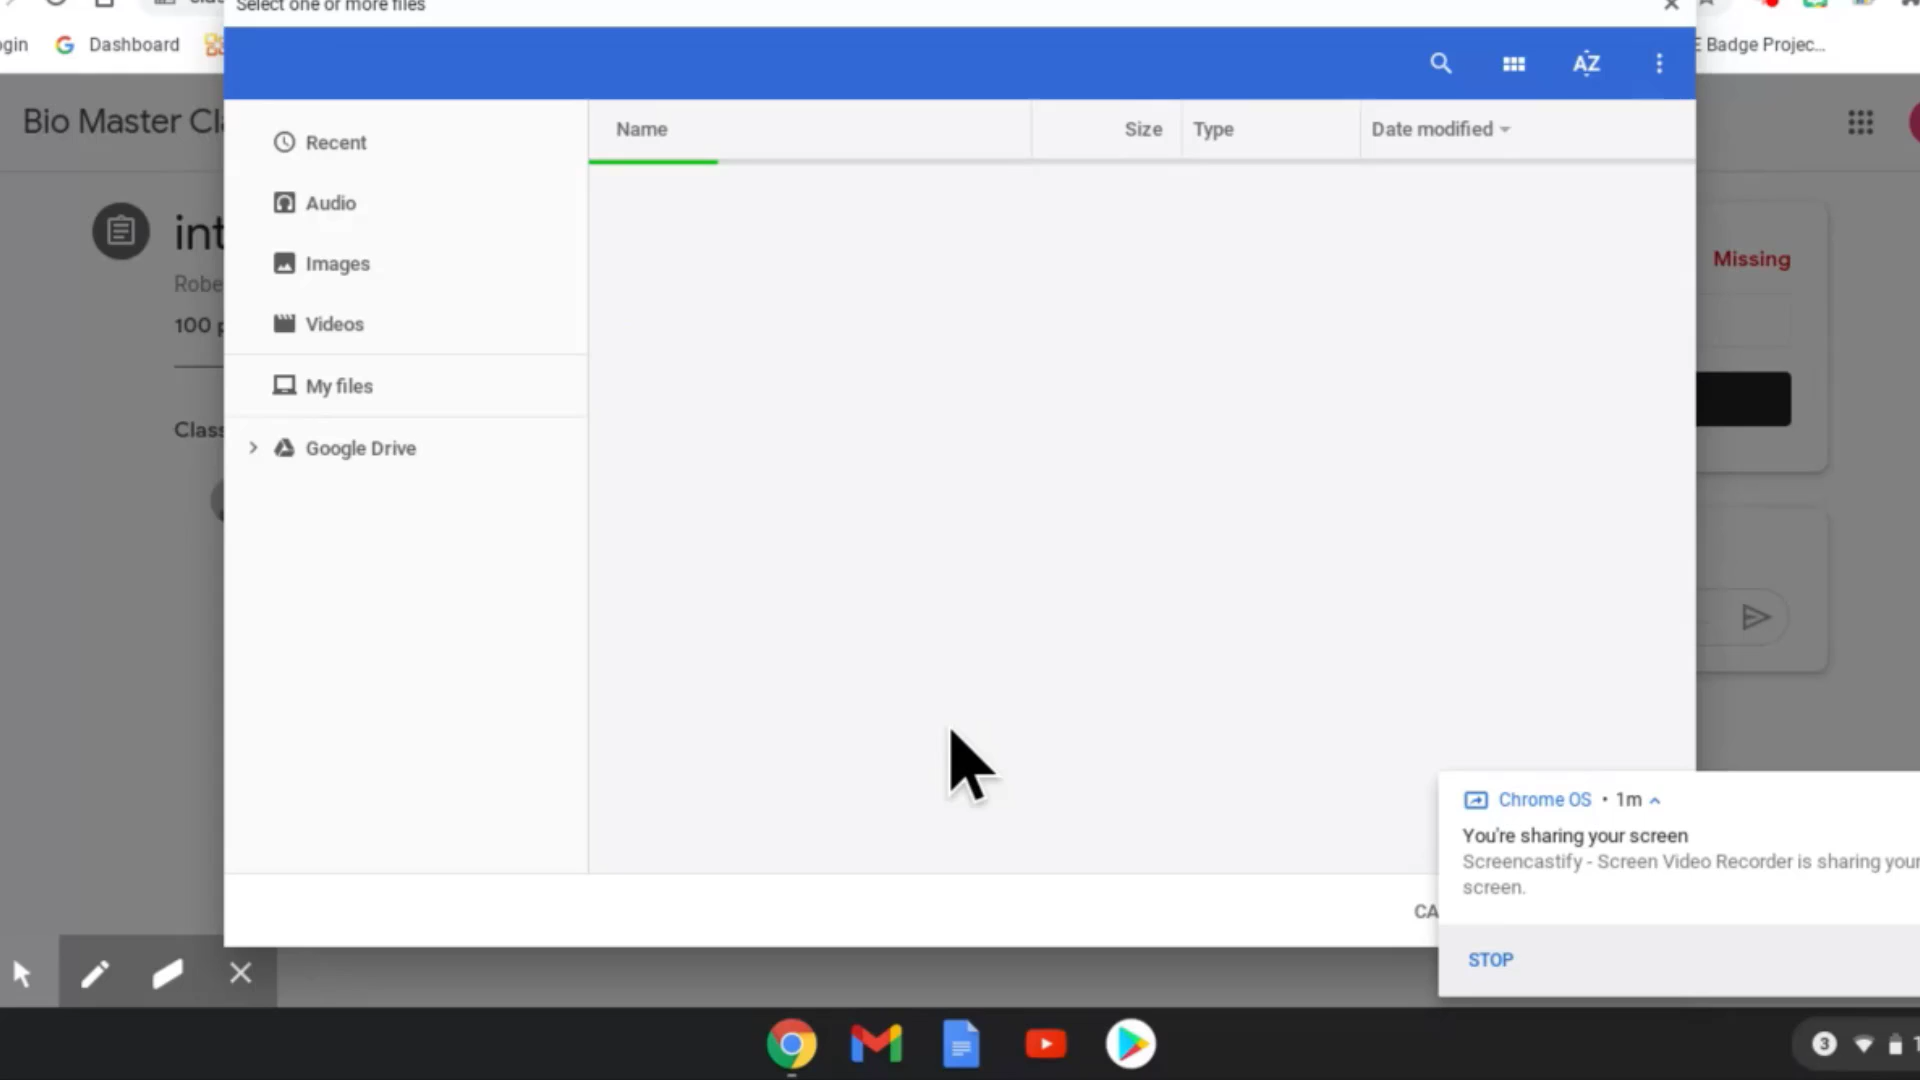 Select one or more files
gin
Dashboard
E Badge Projec...
Bio Master Cl
Name
Size
Type
Date modified
Recent
Audio
Images
Videos
My files
Google Drive
int
Robe
100 p
Class
Missing
Chrome OS • 1m
You're sharing your screen
Screencastify - Screen Video Recorder is sharing your
screen.
CA
STOP
3